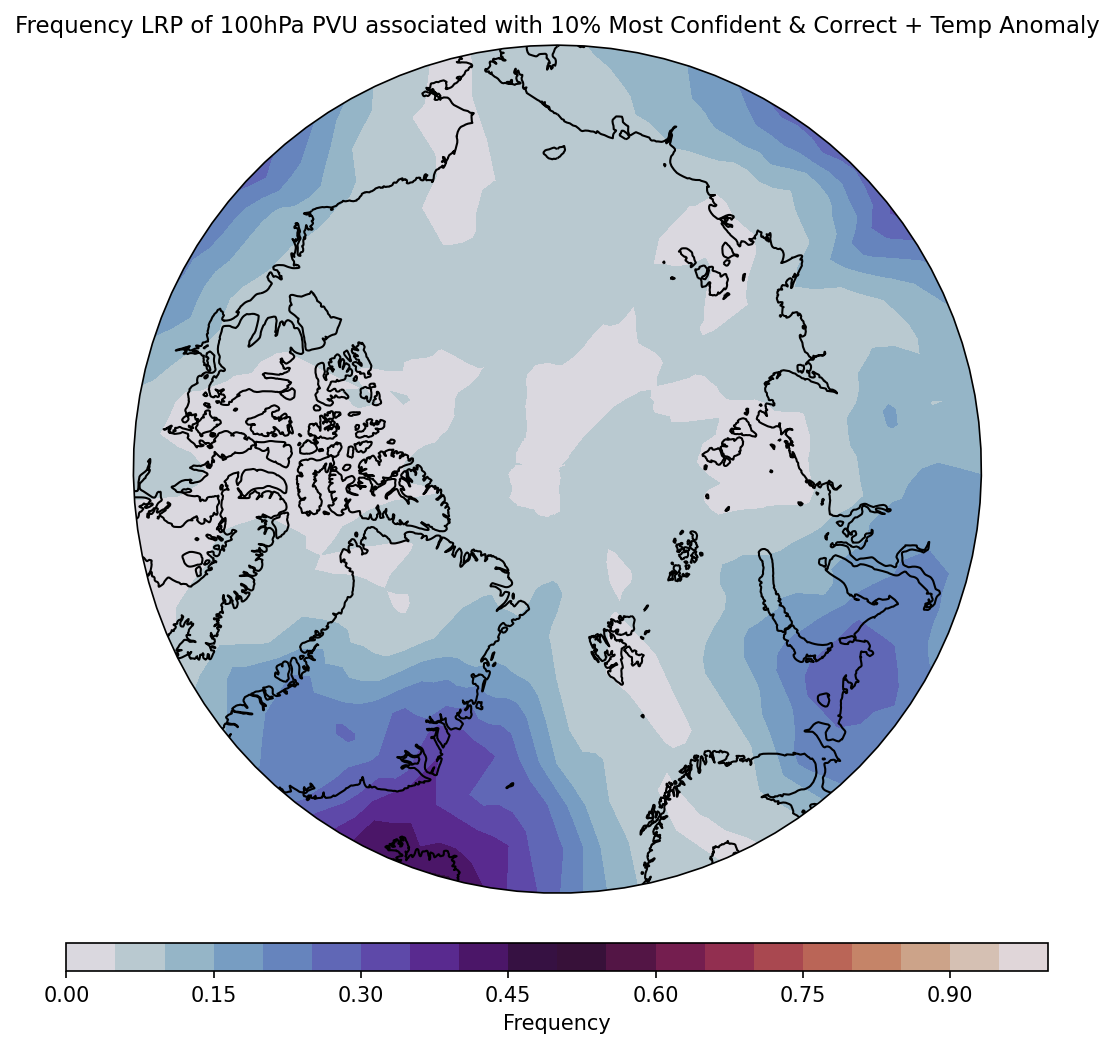 Frequency LRP of 100hPa PVU associated with 10% Most Confident & Correct + Temp Anomaly
0.00 0.15 0.30 0.45 0.60 0.75 0.90
Frequency